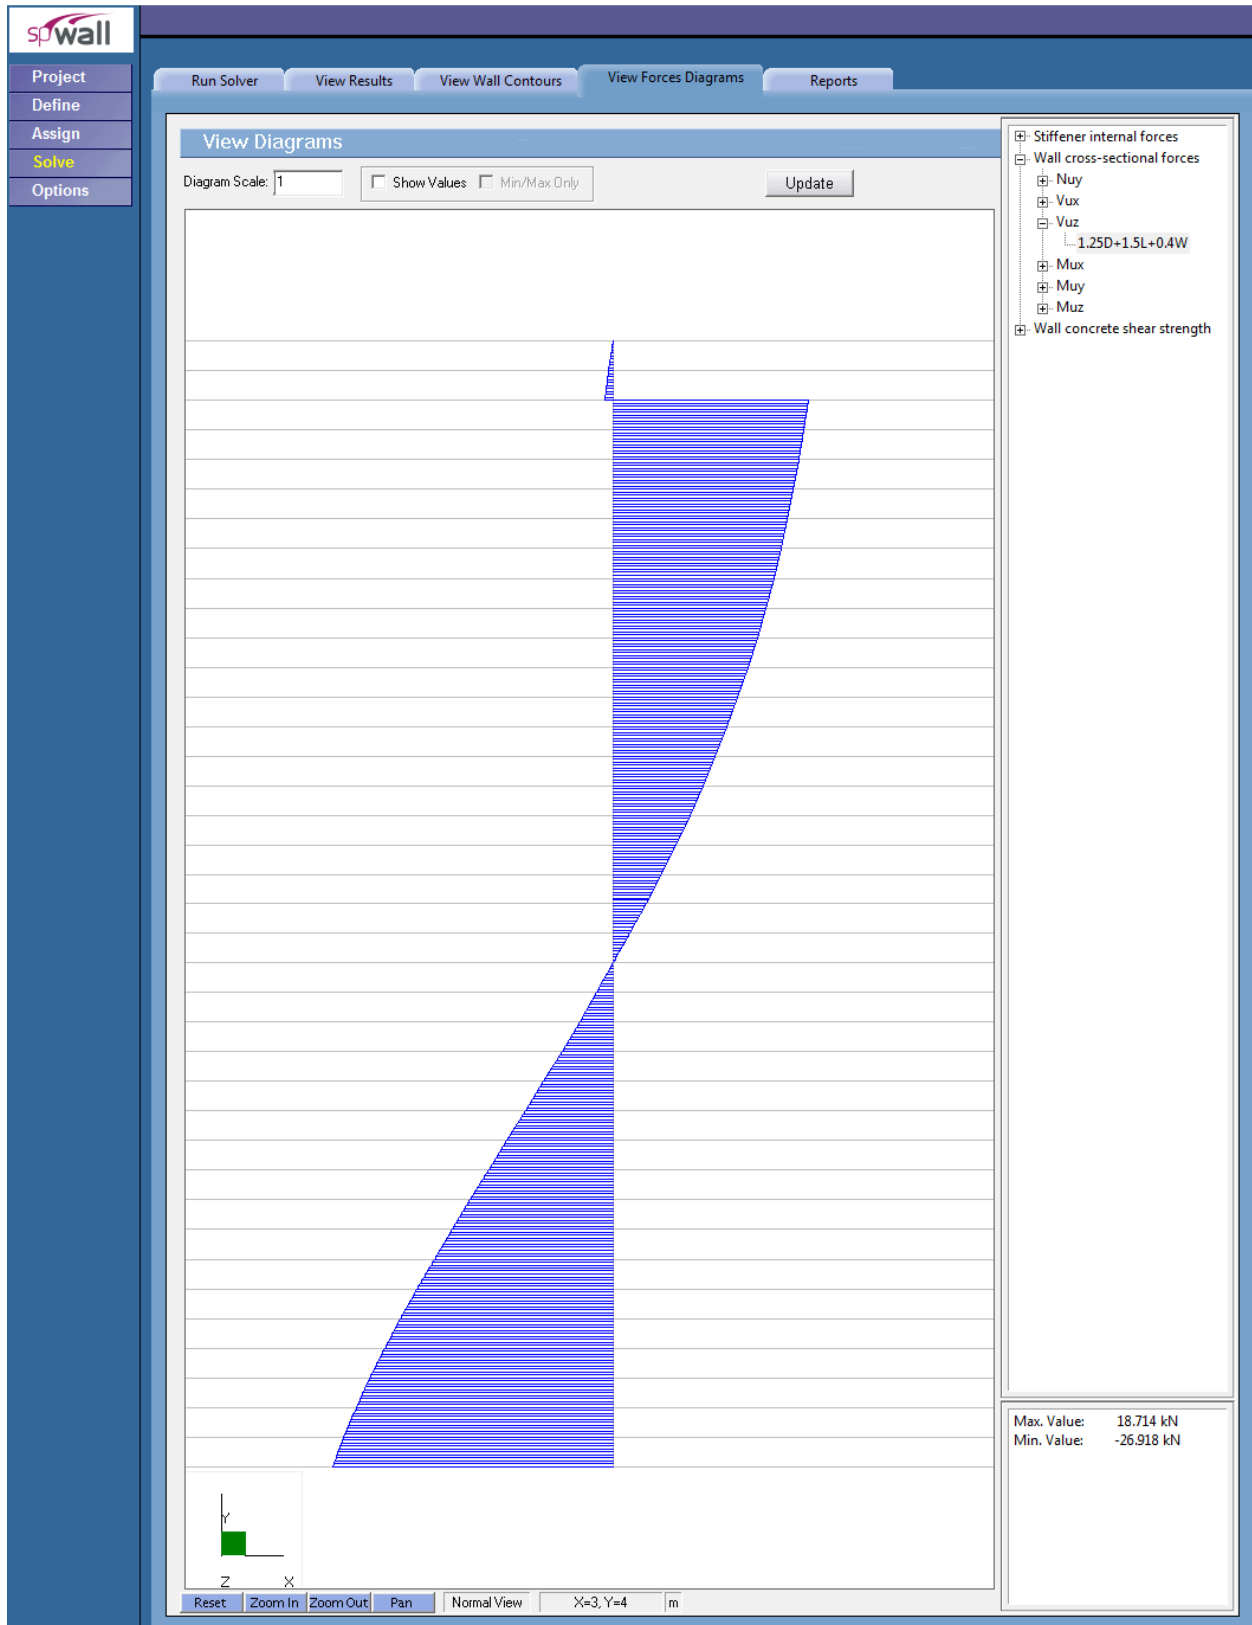 spwall
Project
Define
Assign
Solve
Options
Run Solver
View Results
View Wall Contours
View Forces Diagrams
Reports
View Diagrams
Diagram Scale: 1
Show Values
Min/Max Only
Update
Stiffener internal forces
Wall cross-sectional forces
Nuy
Vux
Vuz
1.25D+1.5L+0.4W
Mux
Muy
Muz
Wall concrete shear strength
Max. Value: 18.714 kN
Min. Value: -26.918 kN
Y
Z X
Reset Zoom In Zoom Out Pan Normal View X=3, Y=4 m